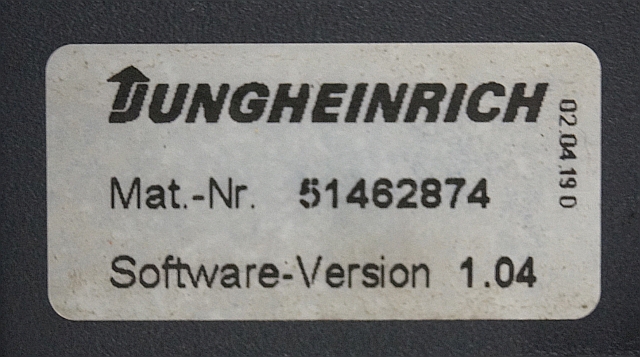 JUNGHEINRICH
Mat.-Nr. 51462874
Software-Version 1.04
02.04.19 0